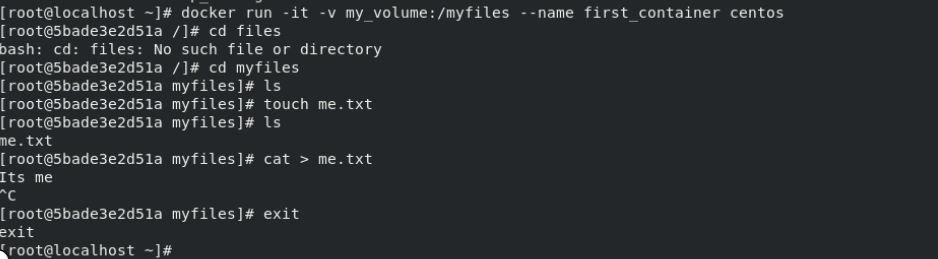 [root@localhost ~]# docker run -it -v my_volume:/myfiles --name first_container centos
[root@5bade3e2d51a /]# cd files
bash: cd: files: No such file or directory
[root@5bade3e2d51a /]# cd myfiles
[root@5bade3e2d51a myfiles]# ls
[root@5bade3e2d51a myfiles]# touch me.txt
[root@5bade3e2d51a myfiles]# ls
me.txt
[root@5bade3e2d51a myfiles]# cat > me.txt
Its me
^C
[root@5bade3e2d51a myfiles]# exit
exit
[root@localhost ~]#